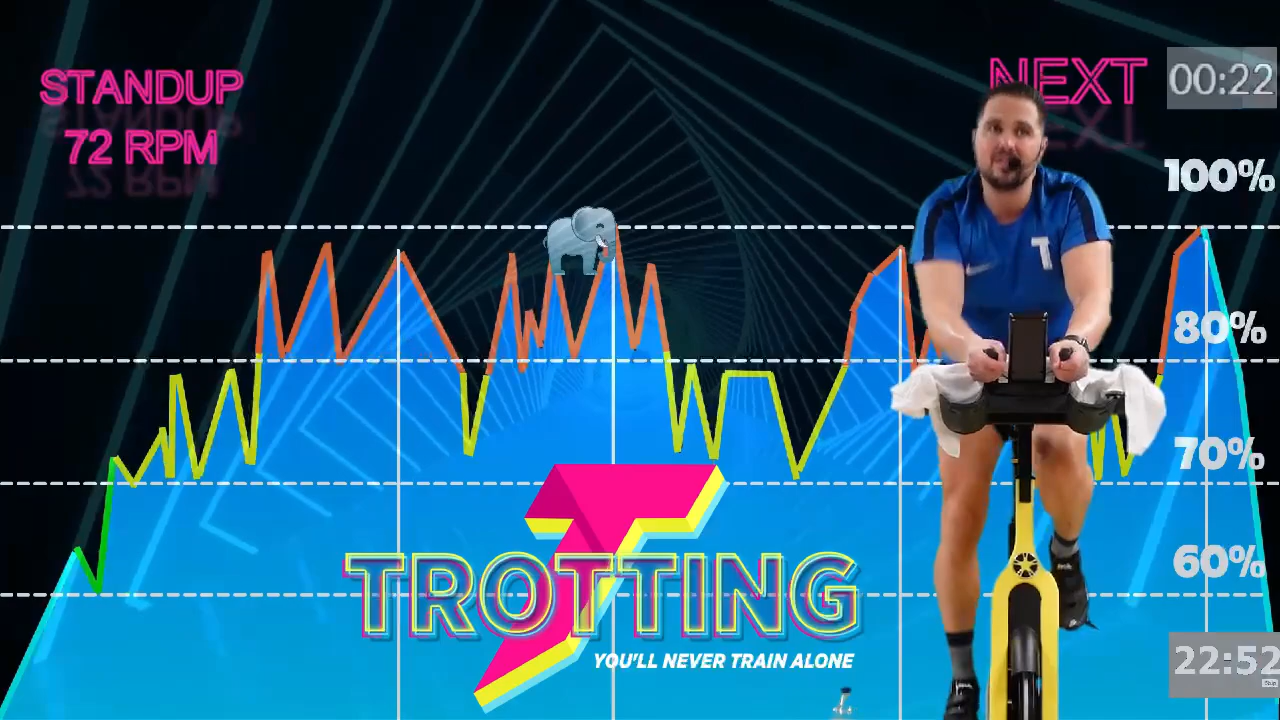 STANDUP
72 RPM
NEXT
00:22
100%
80%
70%
60%
T
TROTTING
YOU'LL NEVER TRAIN ALONE
22:52